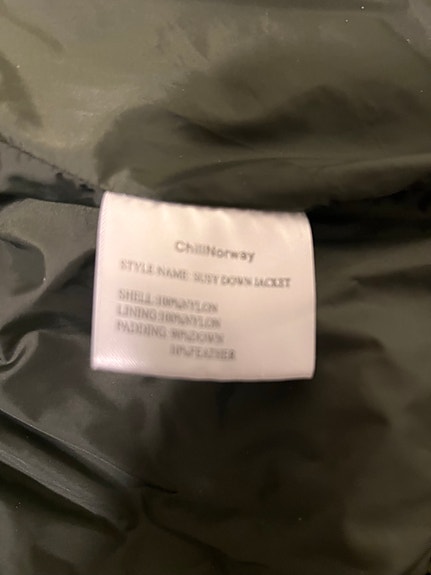 ChillNorway
STYLE NAME: SUSY DOWN JACKET
SHELL:100%NYLON
LINING:100%NYLON
PADDING: 90%DOWN
10%FEATHER